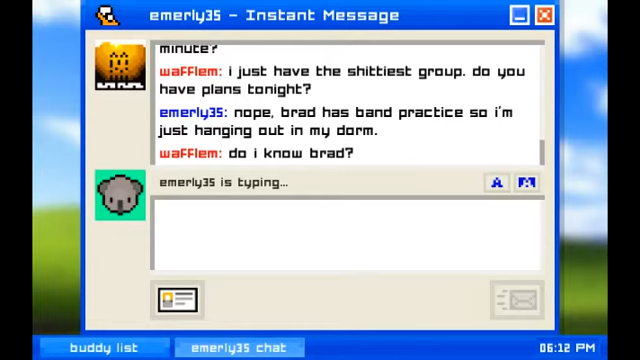 emerly35 - Instant Message
minute?
wafflem: i just have the shittiest group. do you
have plans tonight?
emerly35: nope, brad has band practice so i'm
just hanging out in my dorm.
wafflem: do i know brad?
emerly35 is typing...
A A
buddy list
emerly35 chat
06:12 PM